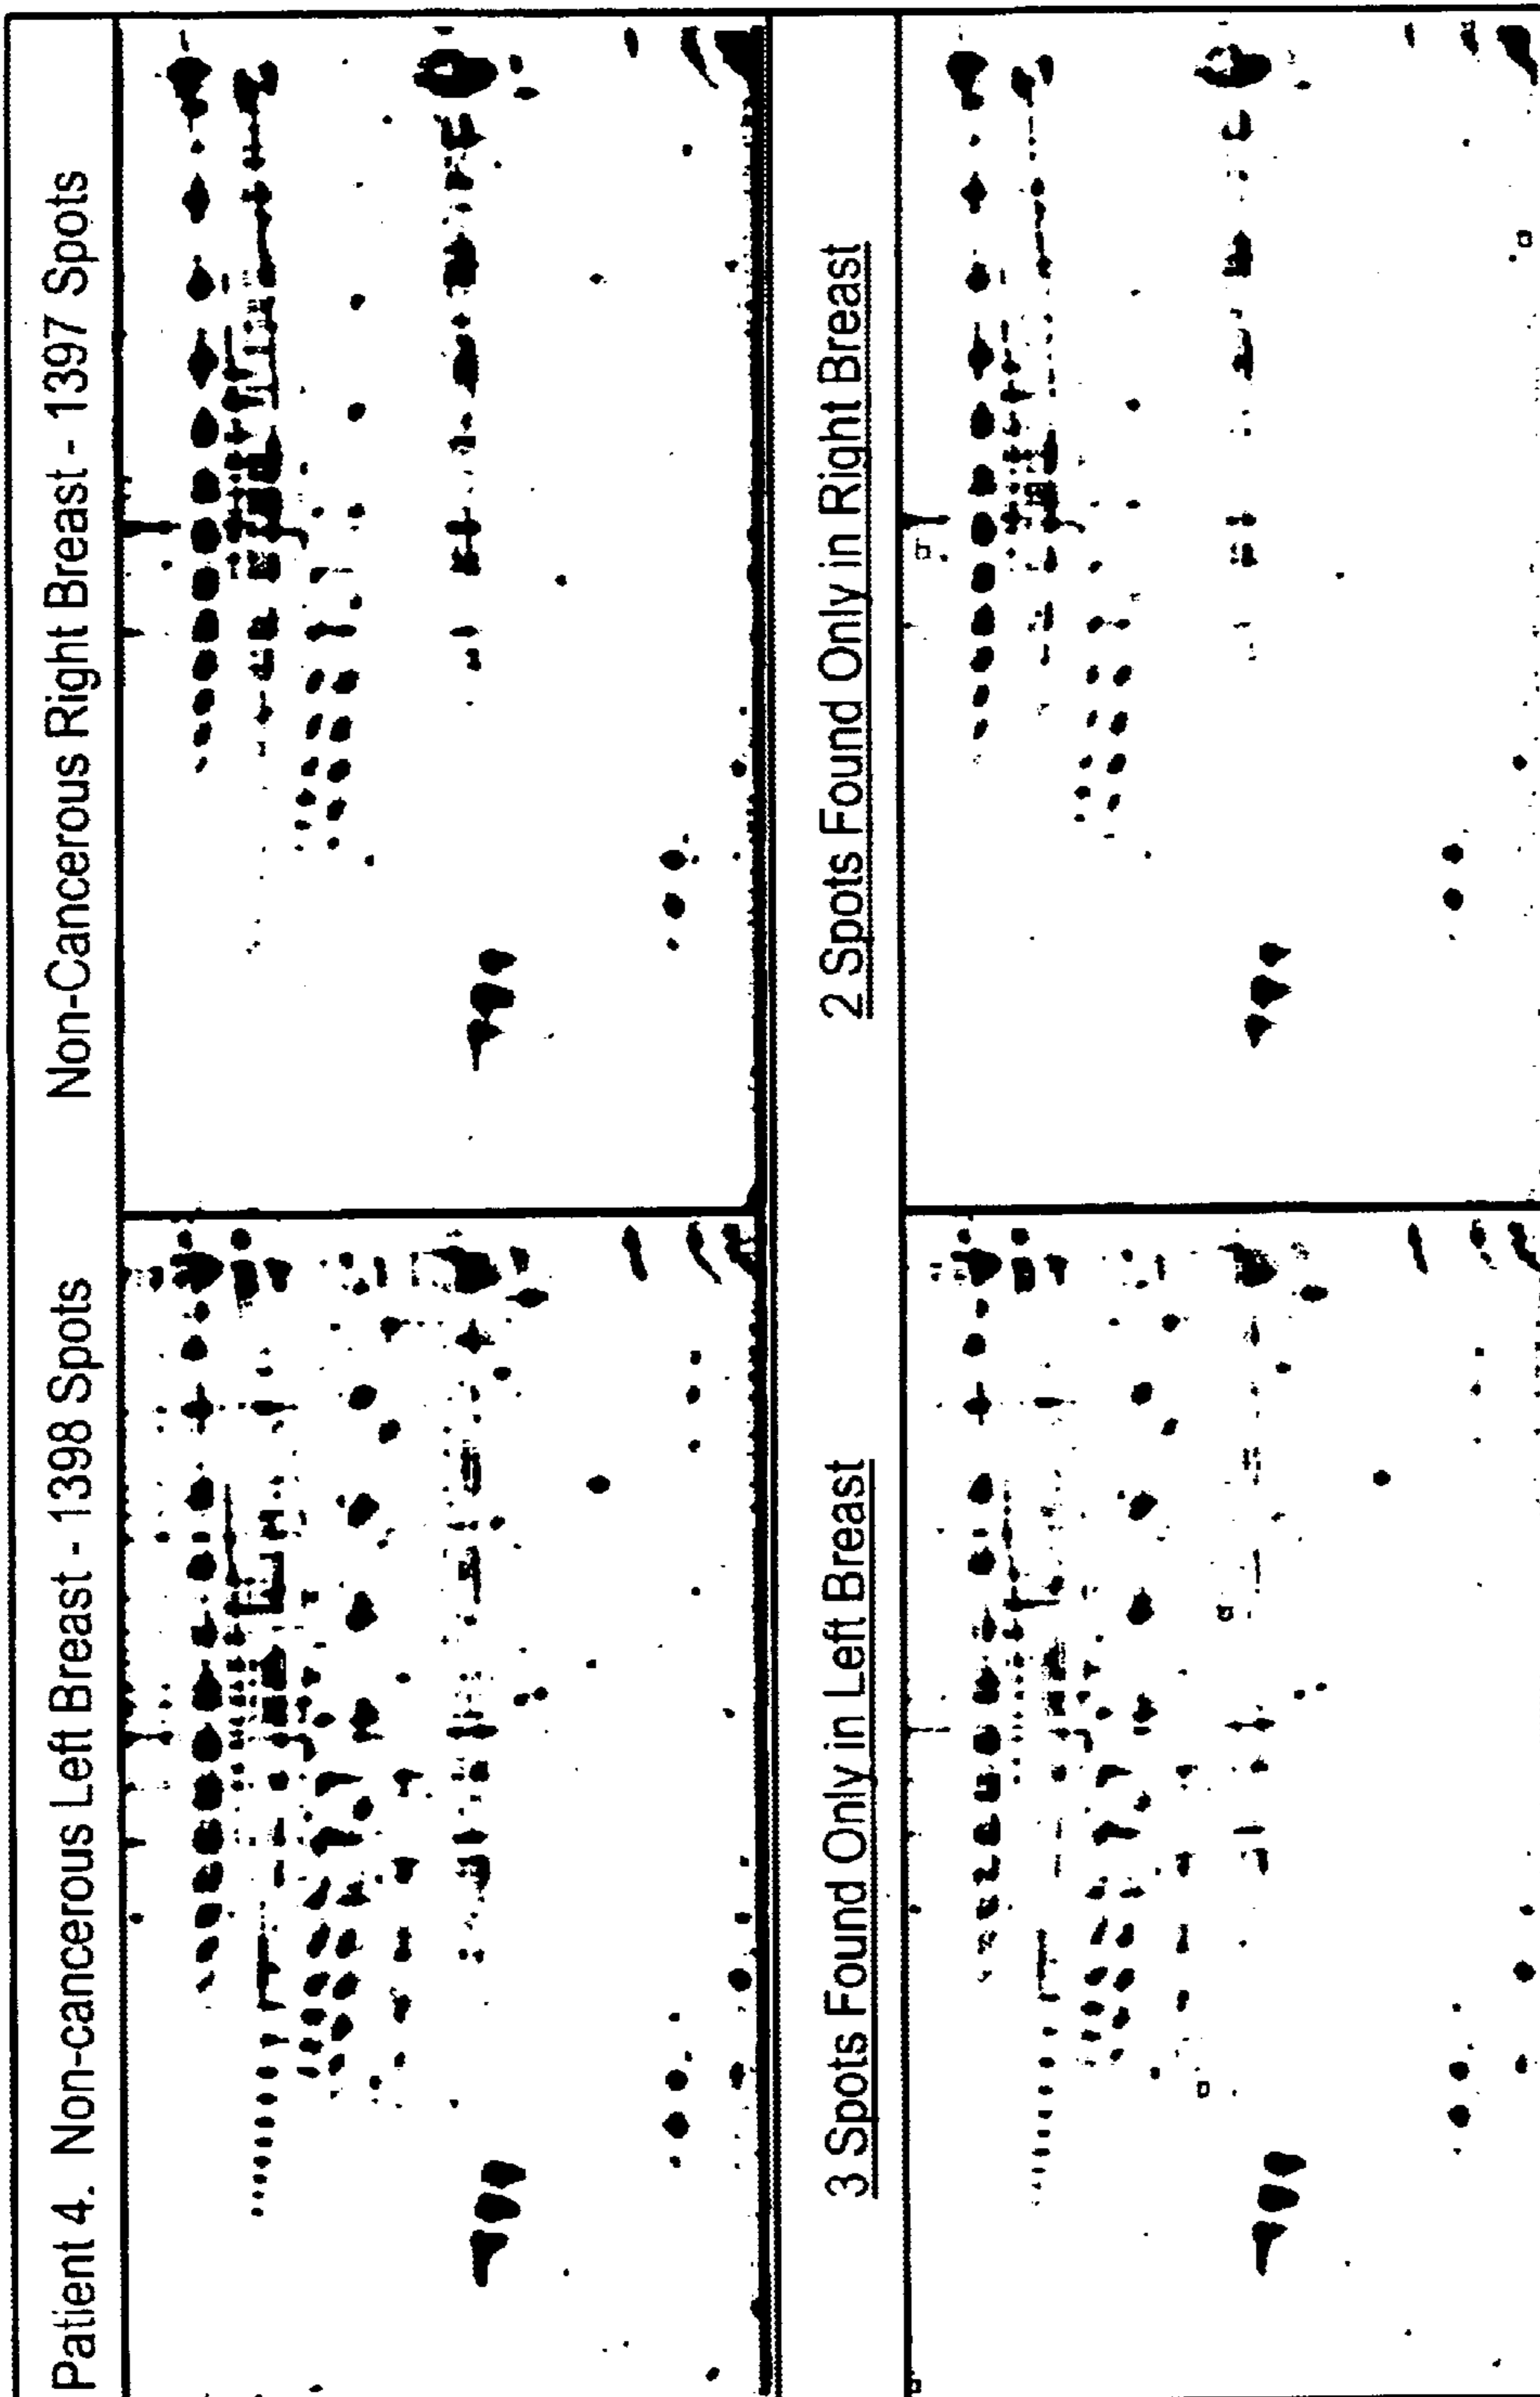 Patient 4. Non-cancerous Left Breast - 1398 Spots
Non-Cancerous Right Breast - 1397 Spots
3 Spots Found Only in Left Breast
2 Spots Found Only in Right Breast